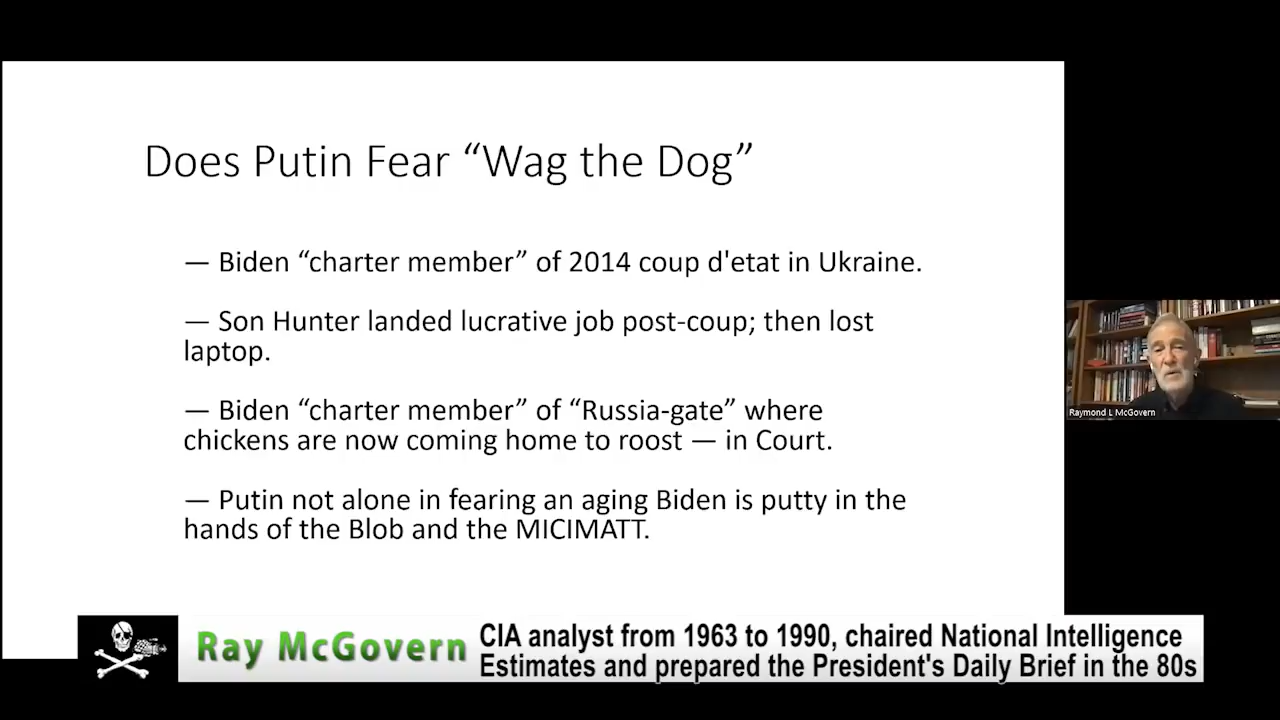 Does Putin Fear “Wag the Dog”
— Biden “charter member” of 2014 coup d'etat in Ukraine.
— Son Hunter landed lucrative job post-coup; then lost
laptop.
— Biden “charter member” of “Russia-gate” where
chickens are now coming home to roost — in Court.
— Putin not alone in fearing an aging Biden is putty in the
hands of the Blob and the MICIMATT.
Raymond L McGovern
Ray McGovern
CIA analyst from 1963 to 1990, chaired National Intelligence
Estimates and prepared the President's Daily Brief in the 80s